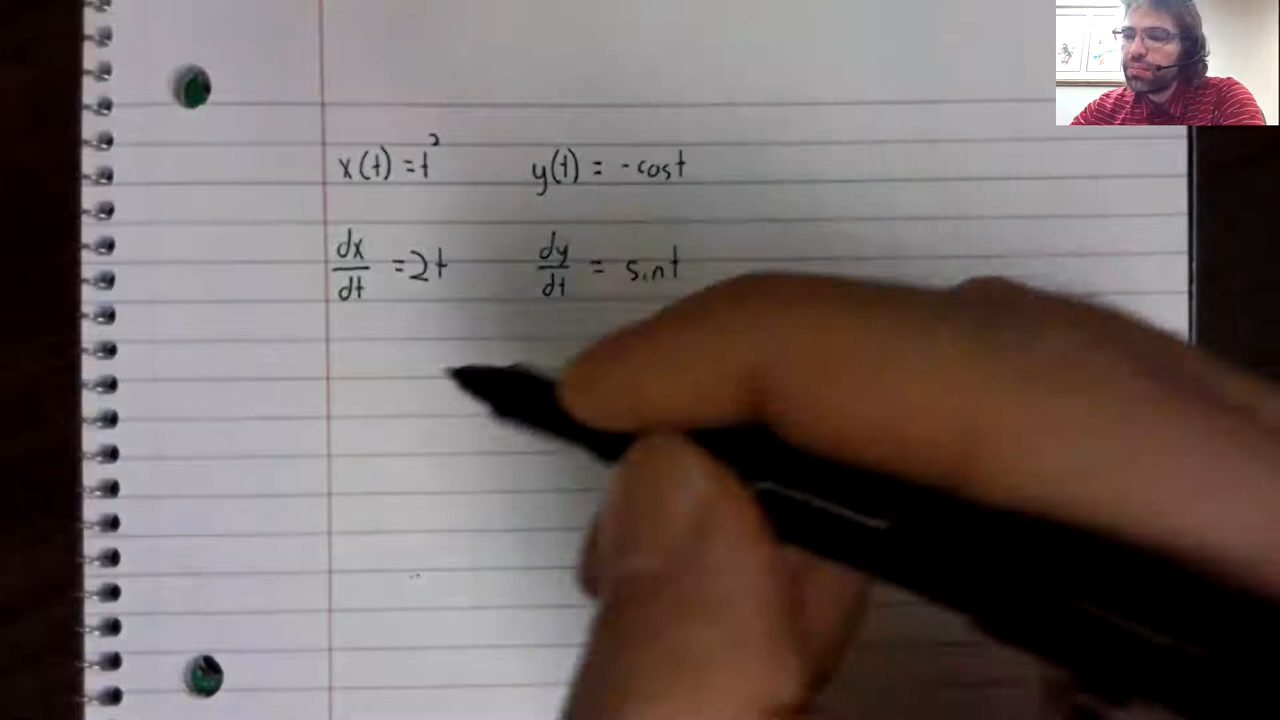 x(t) = t² y(t) = -cost
dx/dt = 2t dy/dt = sint